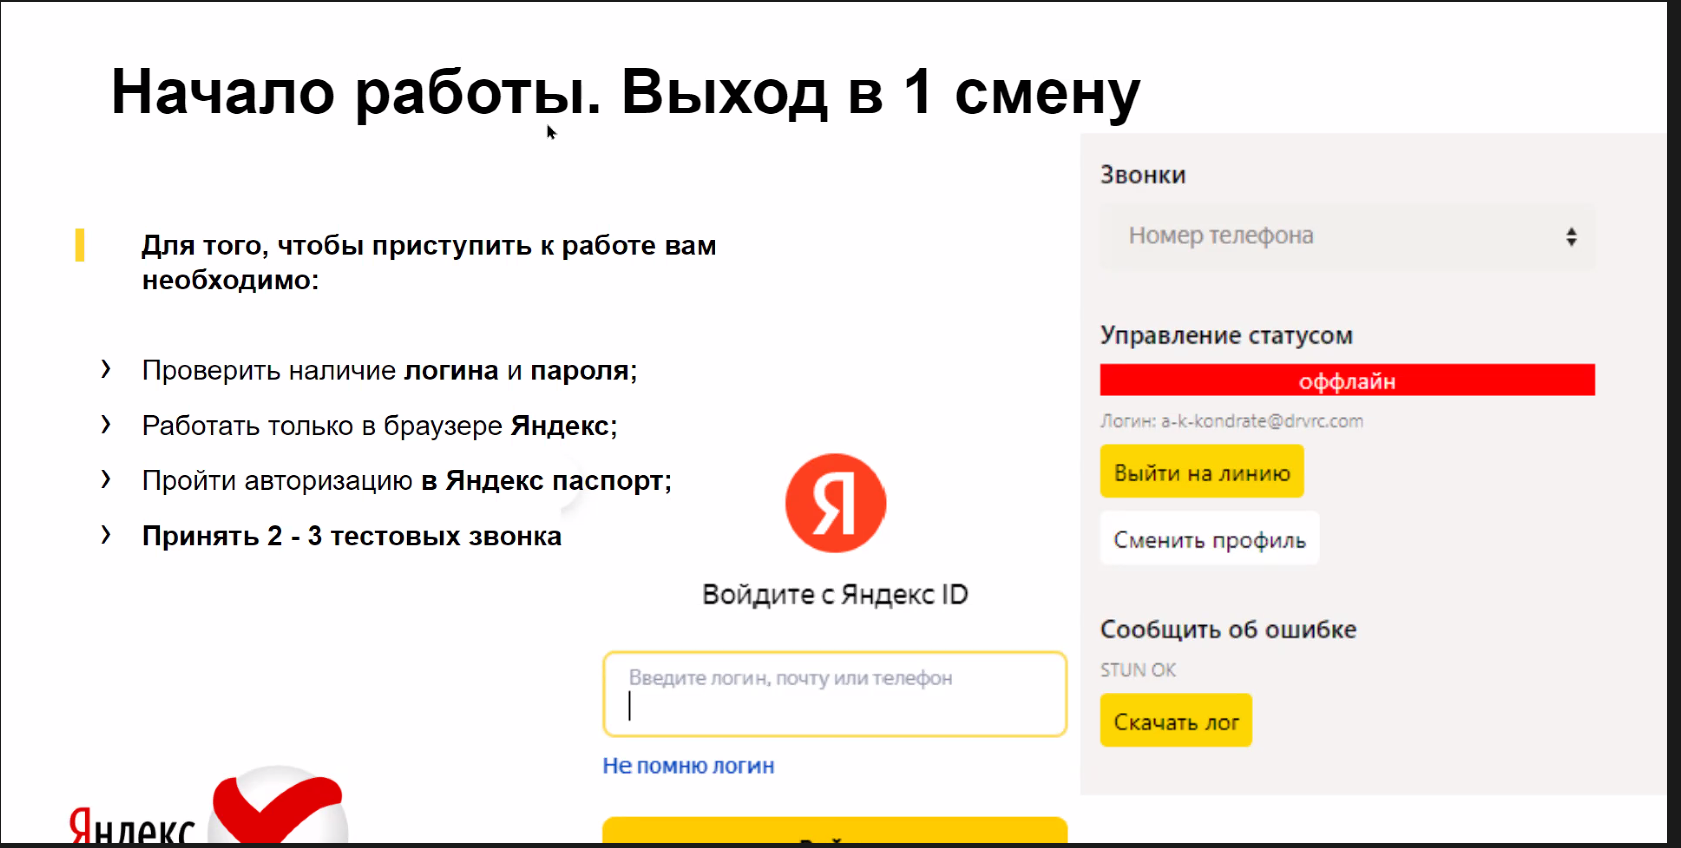 Начало работы. Выход в 1 смену
Для того, чтобы приступить к работе вам
необходимо:
Проверить наличие логина и пароля;
Работать только в браузере Яндекс;
Пройти авторизацию в Яндекс паспорт;
Принять 2 - 3 тестовых звонка
Я
Войдите с Яндекс ID
Введите логин, почту или телефон
Не помню логин
Яндекс
Звонки
Номер телефона
Управление статусом
оффлайн
Логин: a-k-kondrate@drvrc.com
Выйти на линию
Сменить профиль
Сообщить об ошибке
STUN OK
Скачать лог